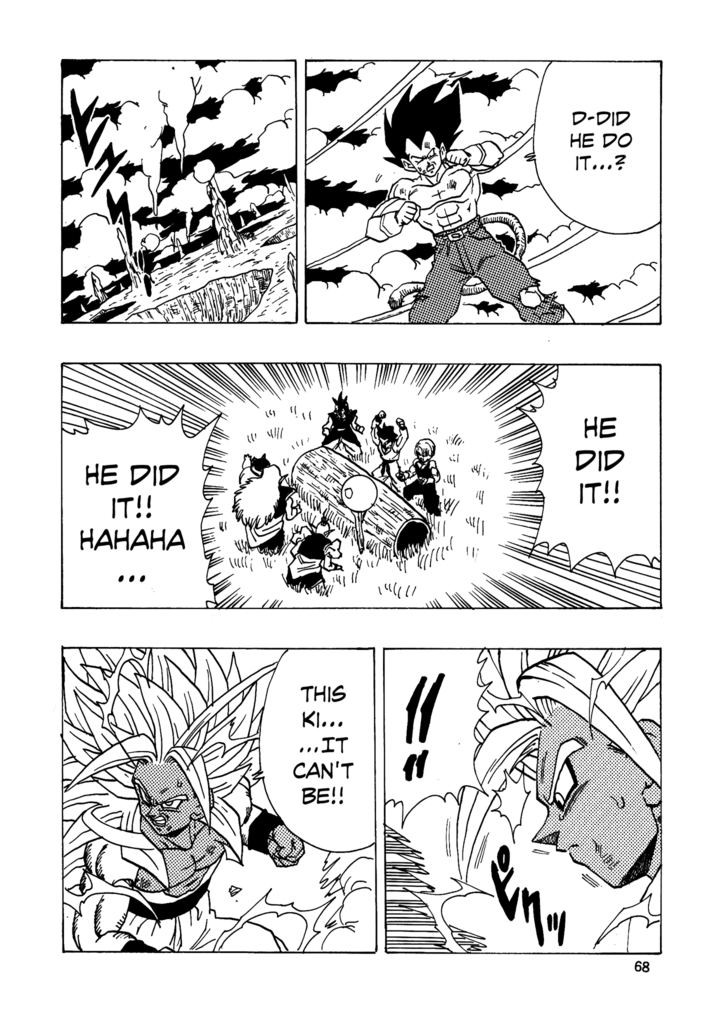 D-DID
HE DO
IT...?
HE
DID
IT!!
HE DID
IT!!
HAHAHA
...
!!
THIS
KI...
...IT
CAN'T
BE!!
68